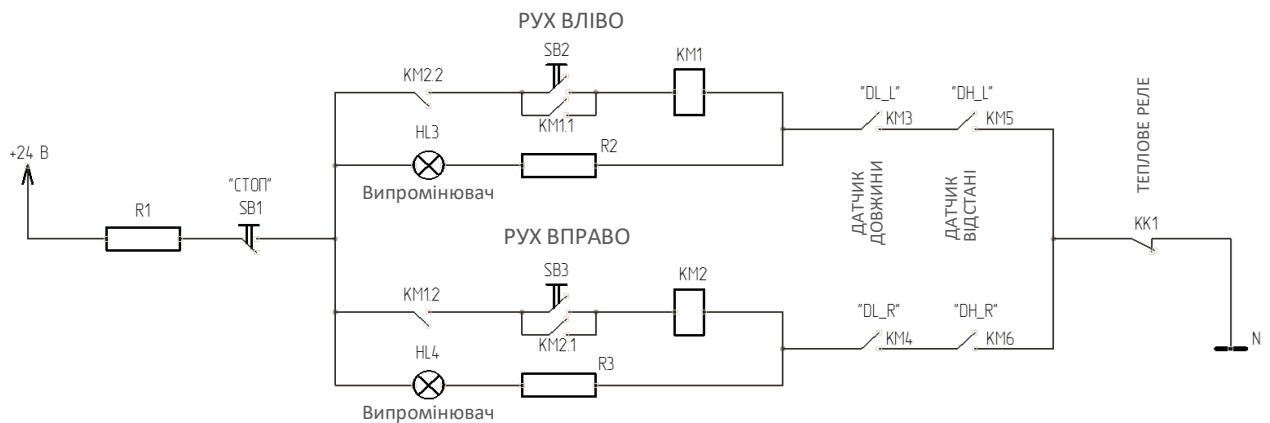 РУХ ВЛІВО
SB2
KM1
KM2.2
KM1.1
"DL_L"
KM3
"DH_L"
KM5
HL3
R2
Випромінювач
+24 В
R1
"СТОП"
SB1
ДАТЧИК
ДОВЖИНИ
ДАТЧИК
ВІДСТАНІ
ТЕПЛОВЕ РЕЛЕ
KK1
РУХ ВПРАВО
SB3
KM2
KM1.2
KM2.1
"DL_R"
KM4
"DH_R"
KM6
N
HL4
R3
Випромінювач